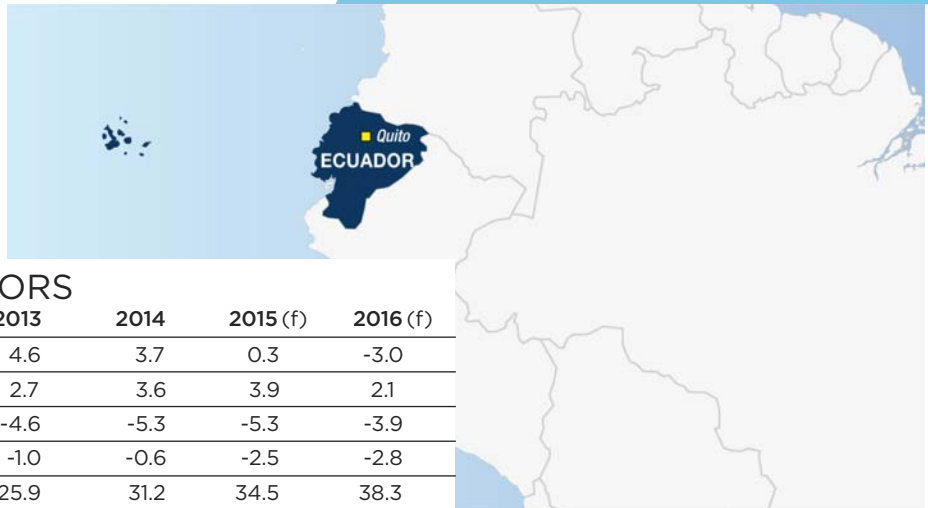 Quito
ECUADOR
ORS
2013 2014 2015 (f) 2016 (f)
4.6 3.7 0.3 -3.0
2.7 3.6 3.9 2.1
-4.6 -5.3 -5.3 -3.9
-1.0 -0.6 -2.5 -2.8
25.9 31.2 34.5 38.3